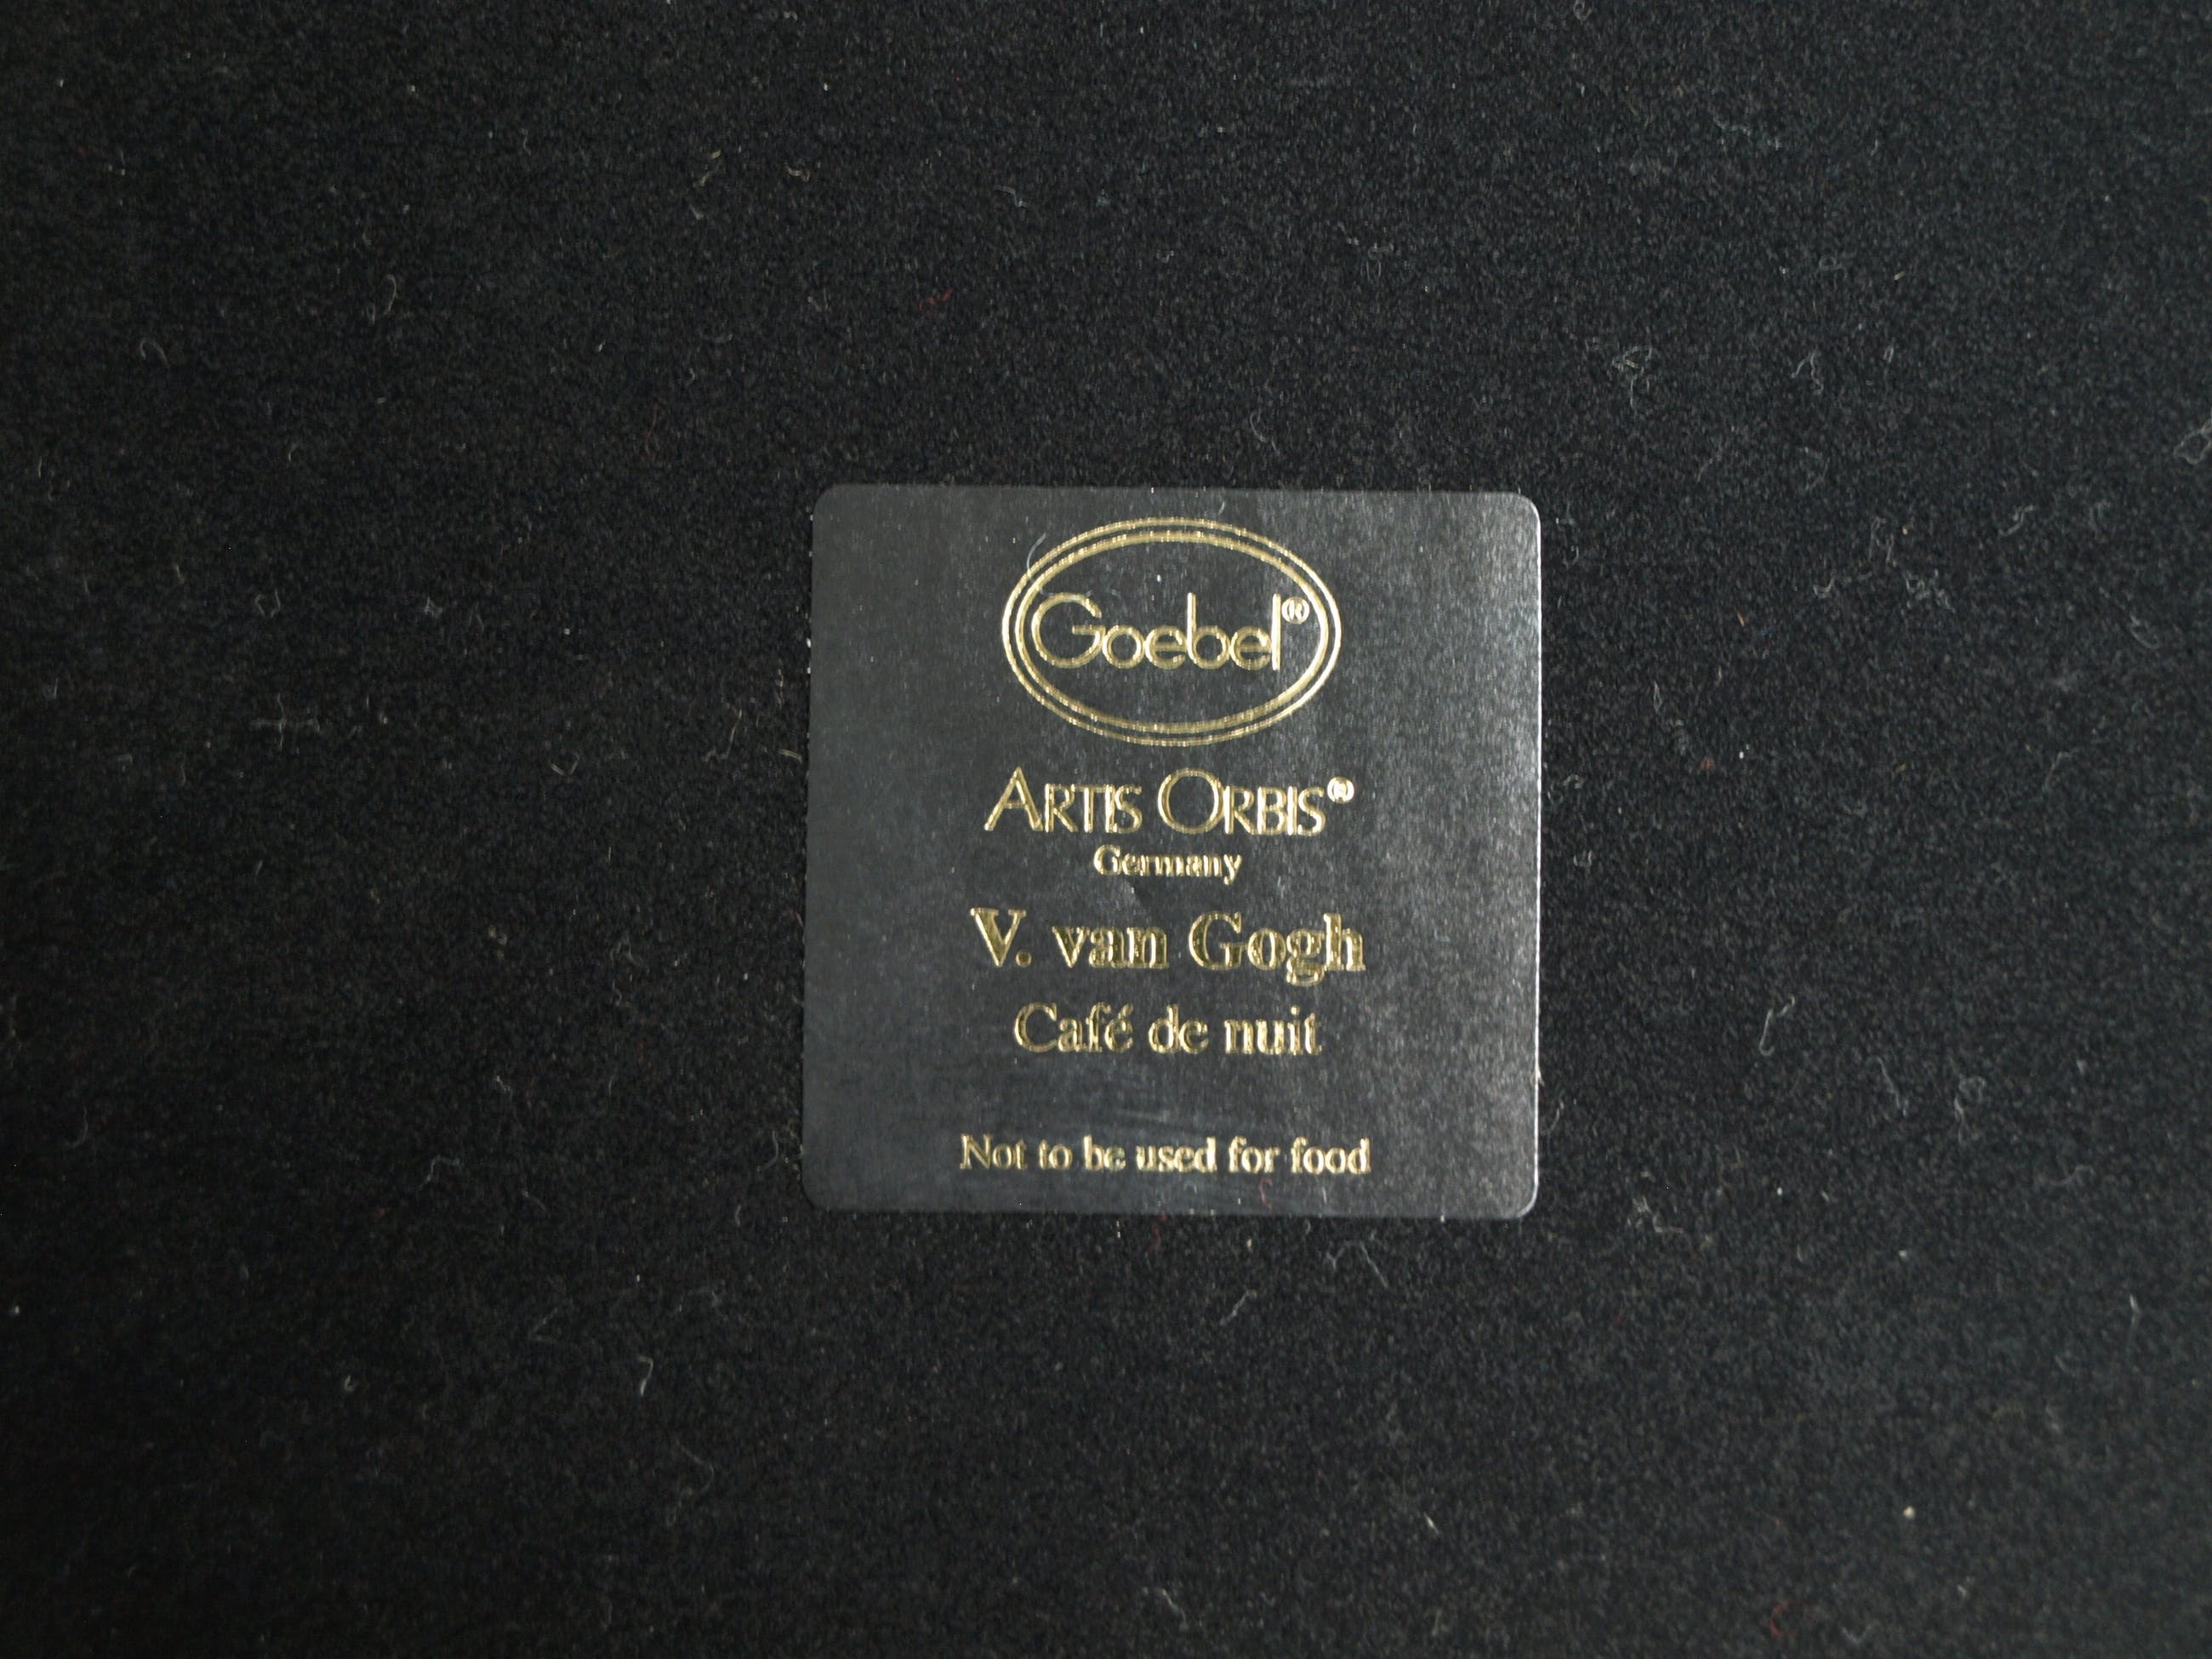 Goebel®
ARTIS ORBIS®
Germany
V. van Gogh
Café de nuit
Not to be used for food